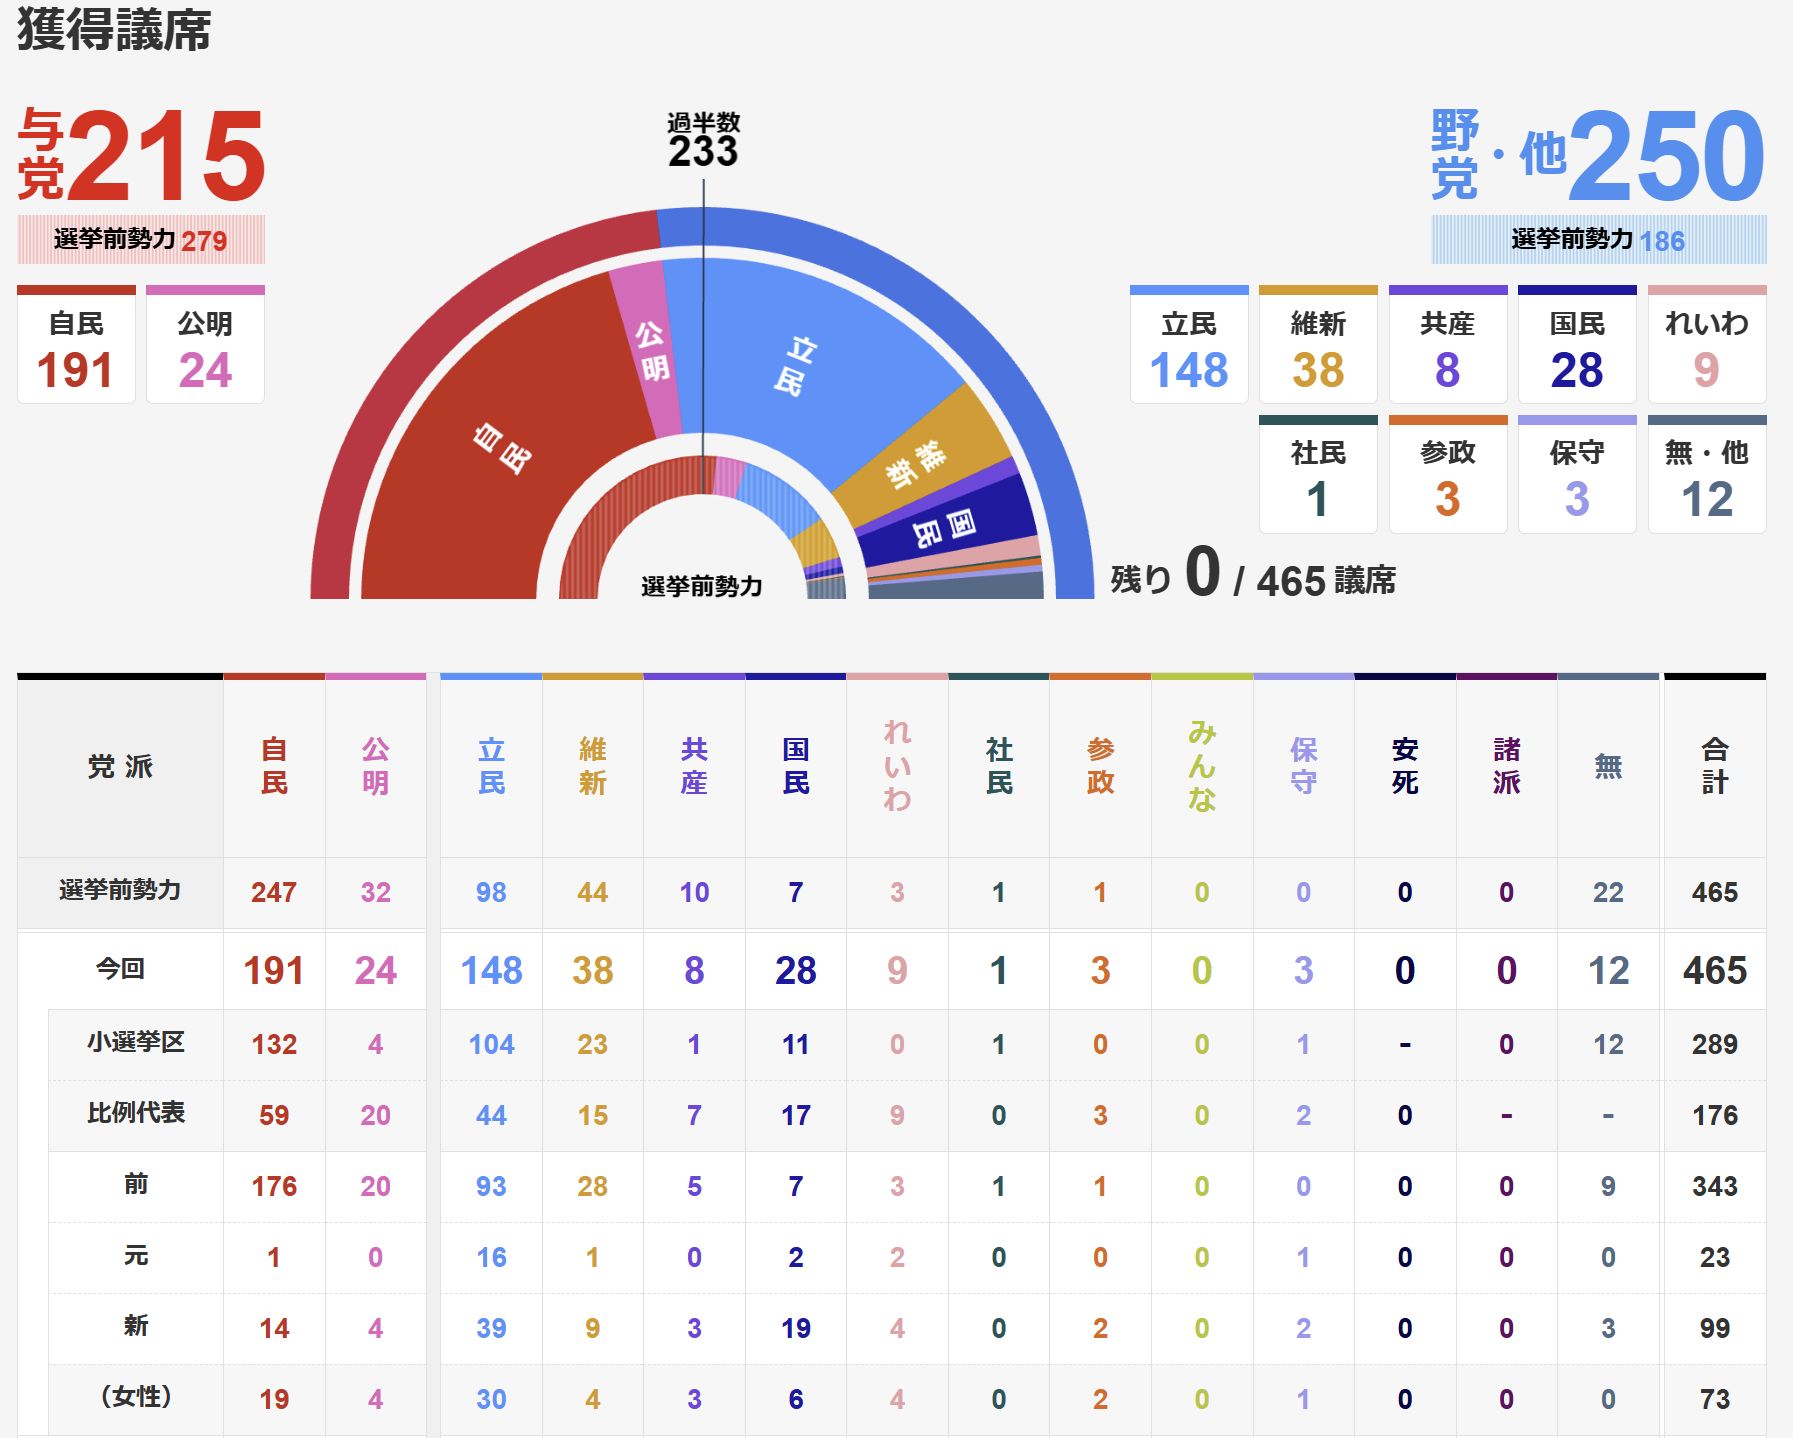 獲得議席
与党 215
選挙前勢力 279
自民 191
公明 24
過半数
233
自民
公明
立民
維新
国民
選挙前勢力
野党・他 250
選挙前勢力 186
立民 148
維新 38
共産 8
国民 28
れいわ 9
社民 1
参政 3
保守 3
無・他 12
残り 0 / 465 議席
党派 自民 公明 立民 維新 共産 国民 れいわ 社民 参政 みんな 保守 安死 諸派 無 合計
選挙前勢力 247 32 98 44 10 7 3 1 1 0 0 0 0 22 465
今回 191 24 148 38 8 28 9 1 3 0 3 0 0 12 465
小選挙区 132 4 104 23 1 11 0 1 0 0 1 - 0 12 289
比例代表 59 20 44 15 7 17 9 0 3 0 2 0 - - 176
前 176 20 93 28 5 7 3 1 1 0 0 0 0 9 343
元 1 0 16 1 0 2 2 0 0 0 1 0 0 0 23
新 14 4 39 9 3 19 4 0 2 0 2 0 0 3 99
（女性） 19 4 30 4 3 6 4 0 2 0 1 0 0 0 73